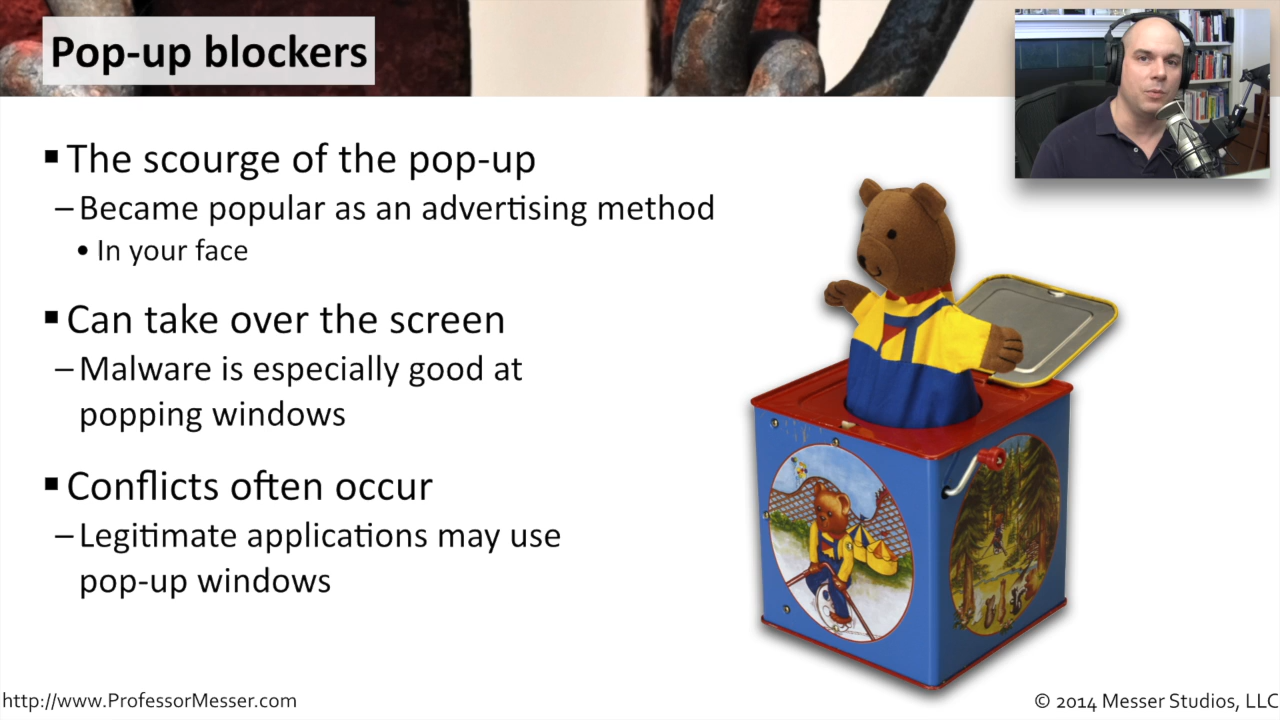 Pop-up blockers
▪ The scourge of the pop-up
– Became popular as an advertising method
• In your face
▪ Can take over the screen
– Malware is especially good at
popping windows
▪ Conflicts often occur
– Legitimate applications may use
pop-up windows
http://www.ProfessorMesser.com
© 2014 Messer Studios, LLC